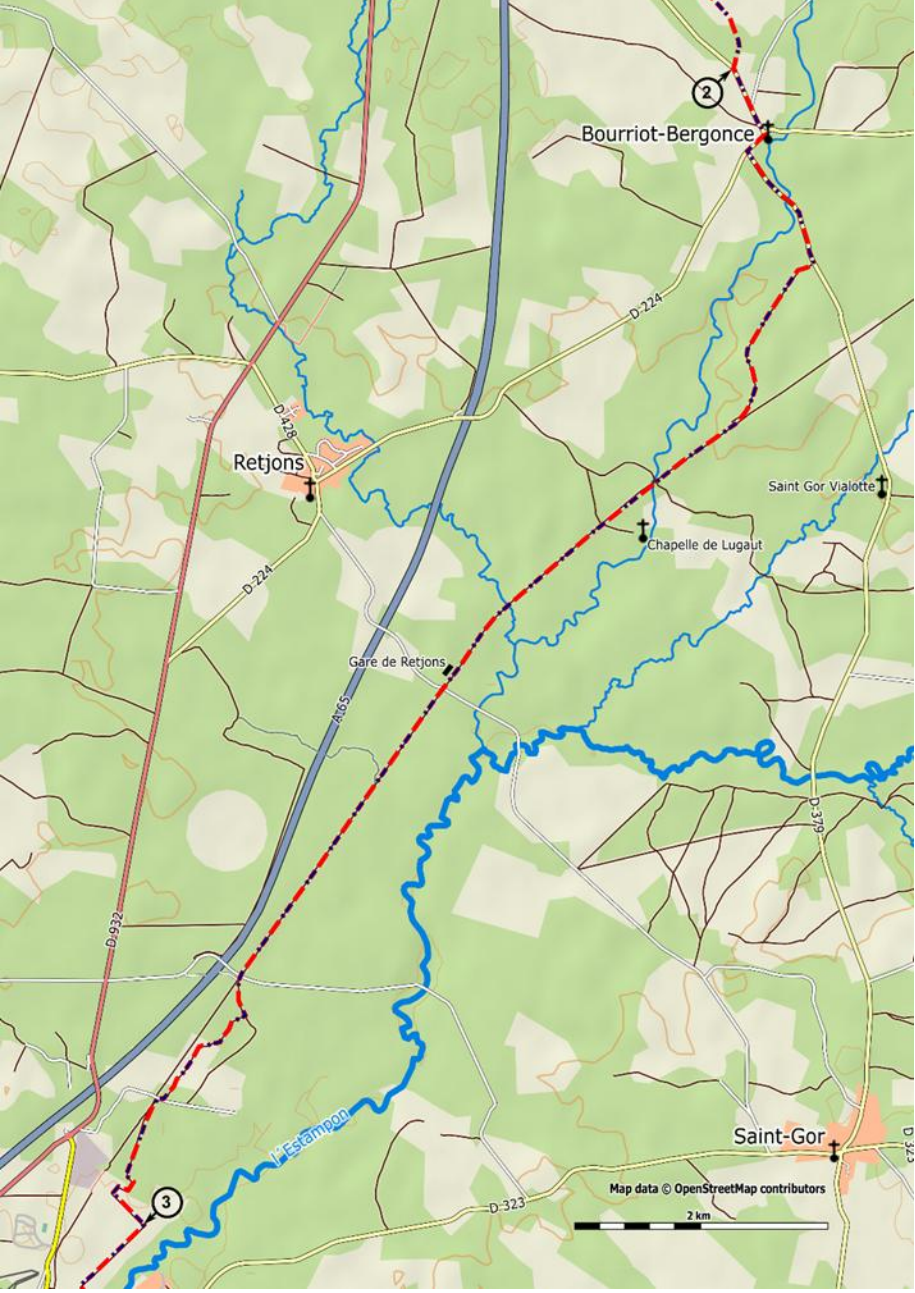 2
Bourriot-Bergonce
D-224
D-428
Retjons
Saint Gor Vialotte
Chapelle de Lugaut
D-224
Gare de Retjons
A 65
D-379
D-932
l'Estampon
Saint-Gor
D 323
Map data © OpenStreetMap contributors
3
D-323
2 km